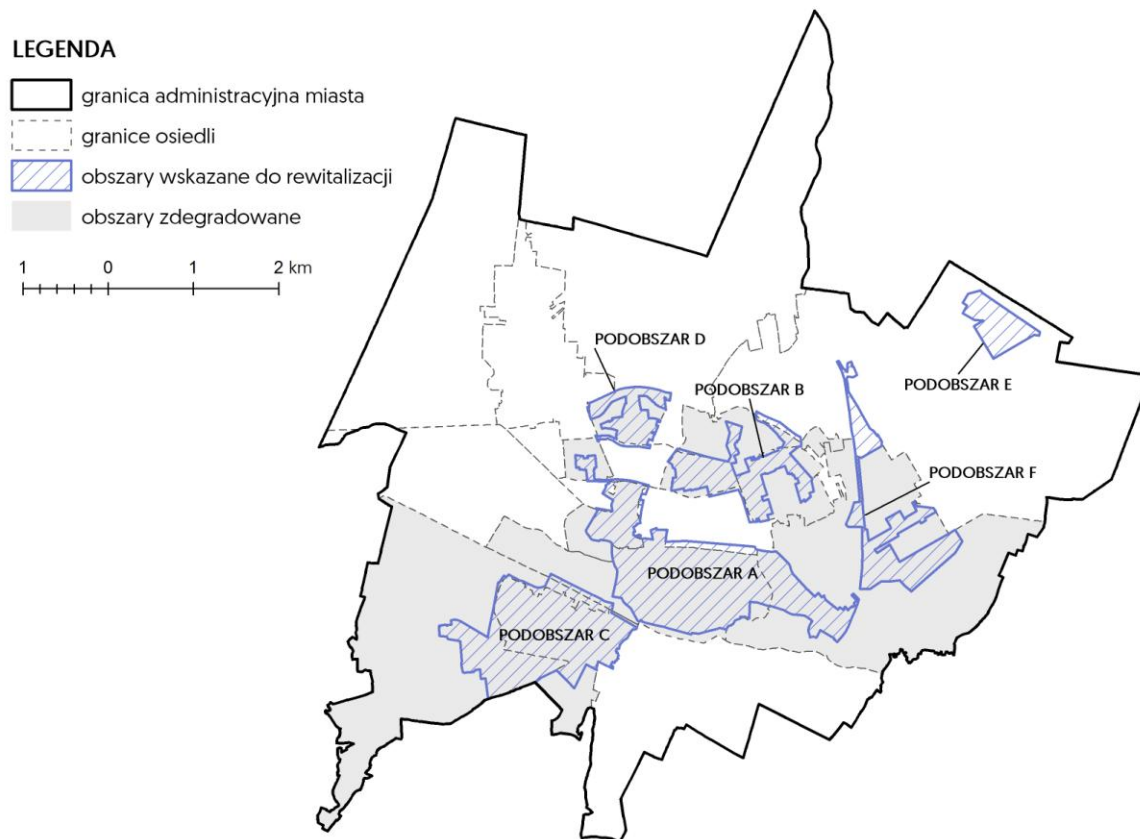 LEGENDA
granica administracyjna miasta
granice osiedli
obszary wskazane do rewitalizacji
obszary zdegradowane
1 0 1 2 km
PODOBSZAR D
PODOBSZAR B
PODOBSZAR E
PODOBSZAR F
PODOBSZAR A
PODOBSZAR C